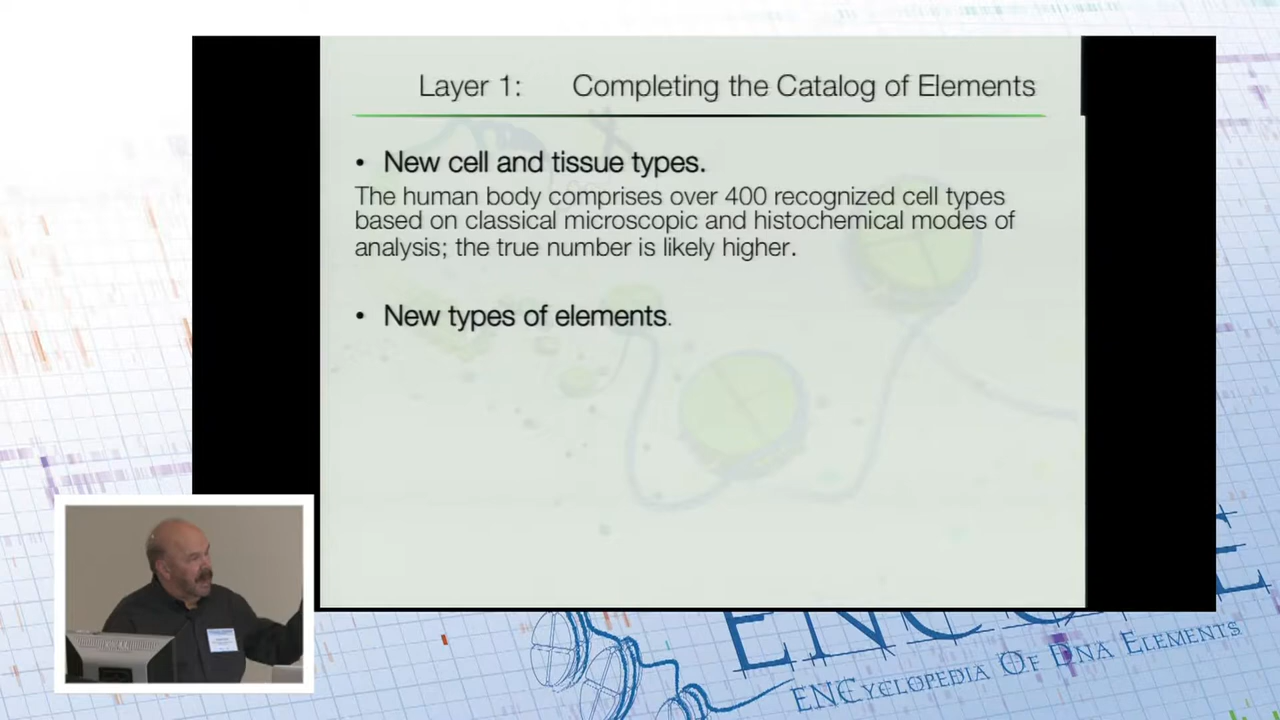 Layer 1: Completing the Catalog of Elements
• New cell and tissue types.
The human body comprises over 400 recognized cell types
based on classical microscopic and histochemical modes of
analysis; the true number is likely higher.
• New types of elements.
ENCODE
ENCYCLOPEDIA OF DNA ELEMENTS